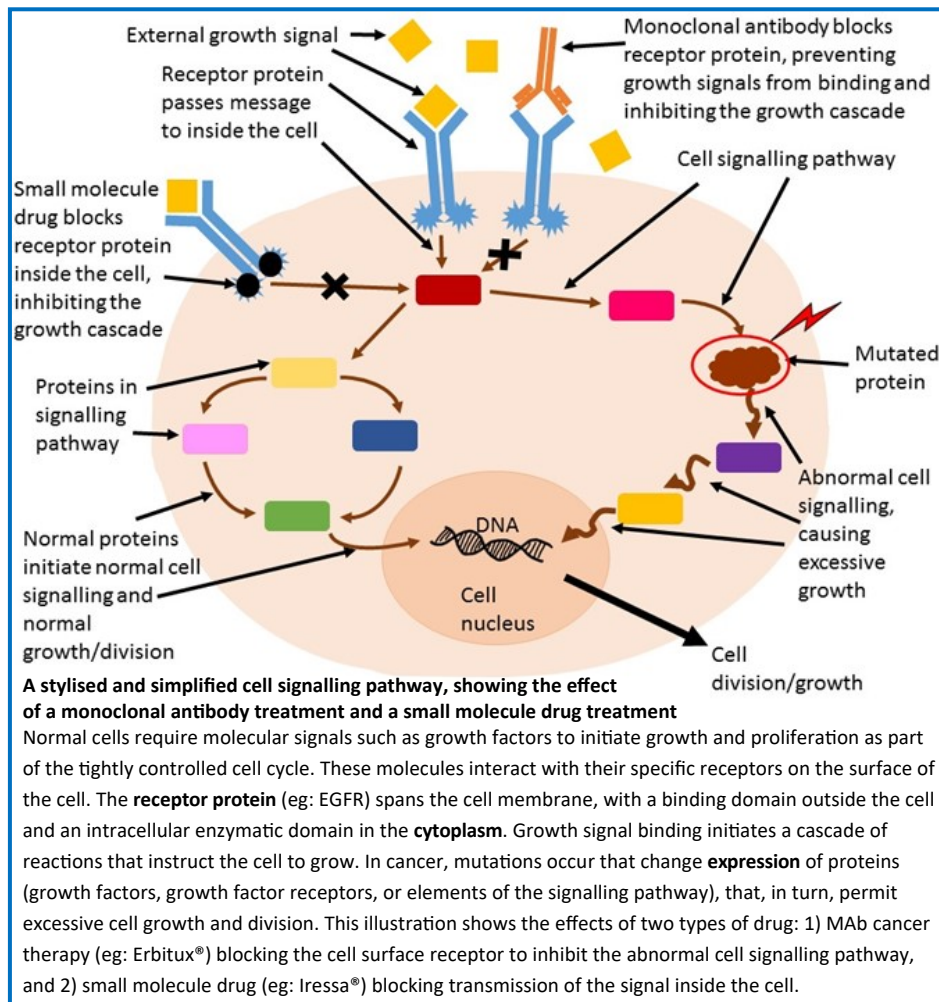 External growth signal
Monoclonal antibody blocks
receptor protein, preventing
growth signals from binding and
inhibiting the growth cascade
Receptor protein
passes message
to inside the cell
Cell signalling pathway
Small molecule
drug blocks
receptor protein
inside the cell,
inhibiting the
growth cascade
Mutated
protein
Proteins in
signalling
pathway
Abnormal cell
signalling,
causing
excessive
growth
DNA
Cell
nucleus
Normal proteins
initiate normal cell
signalling and
normal
growth/division
Cell
division/growth
A stylised and simplified cell signalling pathway, showing the effect
of a monoclonal antibody treatment and a small molecule drug treatment
Normal cells require molecular signals such as growth factors to initiate growth and proliferation as part
of the tightly controlled cell cycle. These molecules interact with their specific receptors on the surface of
the cell. The receptor protein (eg: EGFR) spans the cell membrane, with a binding domain outside the cell
and an intracellular enzymatic domain in the cytoplasm. Growth signal binding initiates a cascade of
reactions that instruct the cell to grow. In cancer, mutations occur that change expression of proteins
(growth factors, growth factor receptors, or elements of the signalling pathway), that, in turn, permit
excessive cell growth and division. This illustration shows the effects of two types of drug: 1) MAb cancer
therapy (eg: Erbitux®) blocking the cell surface receptor to inhibit the abnormal cell signalling pathway,
and 2) small molecule drug (eg: Iressa®) blocking transmission of the signal inside the cell.